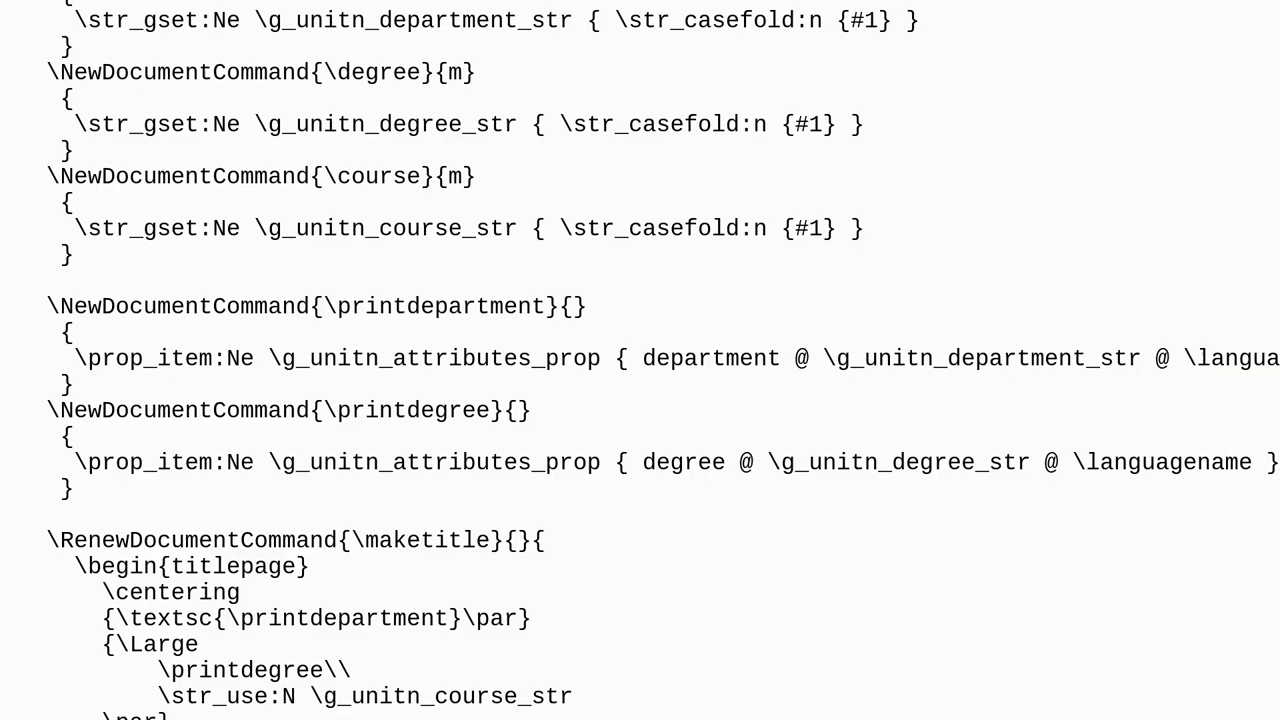 {
\str_gset:Ne \g_unitn_department_str { \str_casefold:n {#1} }
}
\NewDocumentCommand{\degree}{m}
{
\str_gset:Ne \g_unitn_degree_str { \str_casefold:n {#1} }
}
\NewDocumentCommand{\course}{m}
{
\str_gset:Ne \g_unitn_course_str { \str_casefold:n {#1} }
}
\NewDocumentCommand{\printdepartment}{}
{
\prop_item:Ne \g_unitn_attributes_prop { department @ \g_unitn_department_str @ \langua
}
\NewDocumentCommand{\printdegree}{}
{
\prop_item:Ne \g_unitn_attributes_prop { degree @ \g_unitn_degree_str @ \languagename }
}
\RenewDocumentCommand{\maketitle}{}{
\begin{titlepage}
\centering
{\textsc{\printdepartment}\par}
{\Large
\printdegree\\
\str_use:N \g_unitn_course_str
\par}